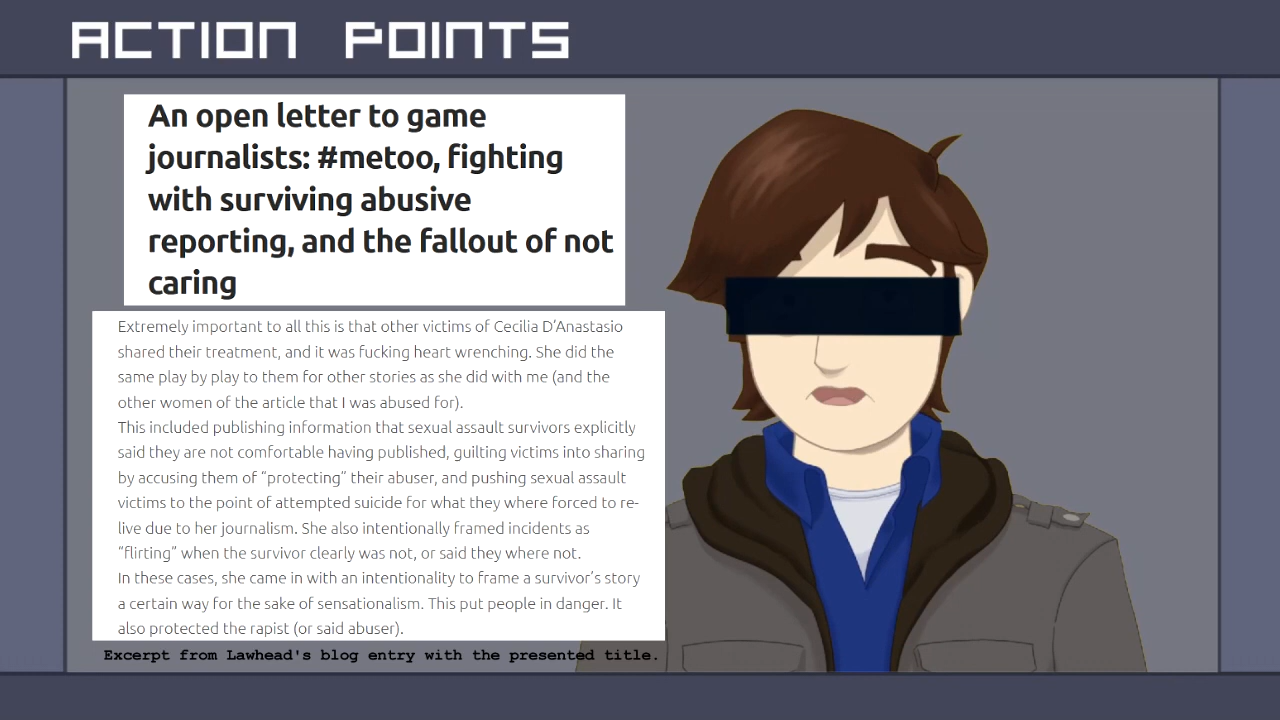 ACTION POINTS
An open letter to game
journalists: #metoo, fighting
with surviving abusive
reporting, and the fallout of not
caring
Extremely important to all this is that other victims of Cecilia D’Anastasio
shared their treatment, and it was fucking heart wrenching. She did the
same play by play to them for other stories as she did with me (and the
other women of the article that I was abused for).
This included publishing information that sexual assault survivors explicitly
said they are not comfortable having published, guilting victims into sharing
by accusing them of “protecting“ their abuser, and pushing sexual assault
victims to the point of attempted suicide for what they where forced to re-
live due to her journalism. She also intentionally framed incidents as
“flirting” when the survivor clearly was not, or said they where not.
In these cases, she came in with an intentionality to frame a survivor’s story
a certain way for the sake of sensationalism. This put people in danger. It
also protected the rapist (or said abuser).
Excerpt from Lawhead's blog entry with the presented title.